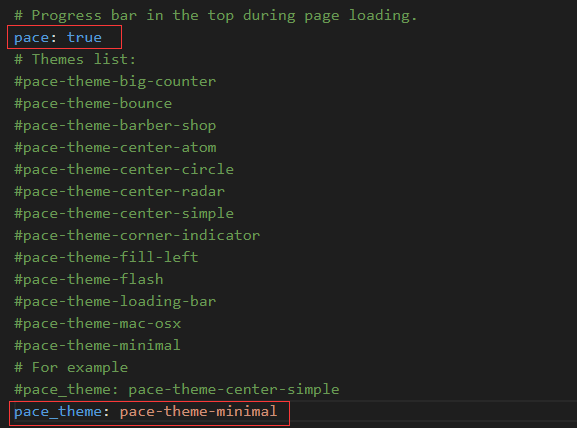 # Progress bar in the top during page loading.
pace: true
# Themes list:
#pace-theme-big-counter
#pace-theme-bounce
#pace-theme-barber-shop
#pace-theme-center-atom
#pace-theme-center-circle
#pace-theme-center-radar
#pace-theme-center-simple
#pace-theme-corner-indicator
#pace-theme-fill-left
#pace-theme-flash
#pace-theme-loading-bar
#pace-theme-mac-osx
#pace-theme-minimal
# For example
#pace_theme: pace-theme-center-simple
pace_theme: pace-theme-minimal